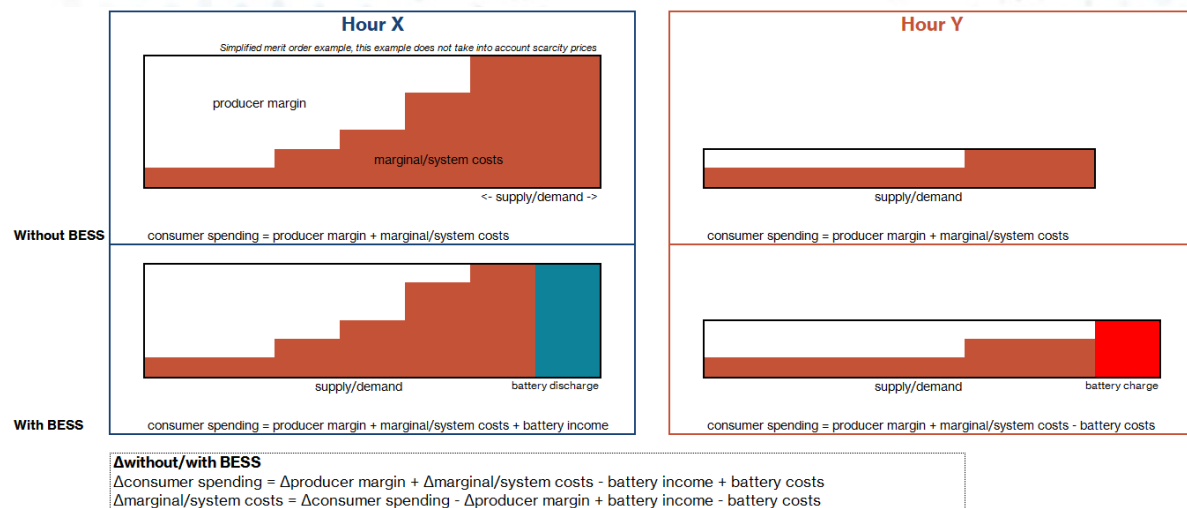 Hour X
Hour Y
Simplified merit order example, this example does not take into account scarcity prices
producer margin
marginal/system costs
<- supply/demand ->
supply/demand
Without BESS
consumer spending = producer margin + marginal/system costs
consumer spending = producer margin + marginal/system costs
supply/demand
battery discharge
supply/demand
battery charge
With BESS
consumer spending = producer margin + marginal/system costs + battery income
consumer spending = producer margin + marginal/system costs - battery costs
Δwithout/with BESS
Δconsumer spending = Δproducer margin + Δmarginal/system costs - battery income + battery costs
Δmarginal/system costs = Δconsumer spending - Δproducer margin + battery income - battery costs